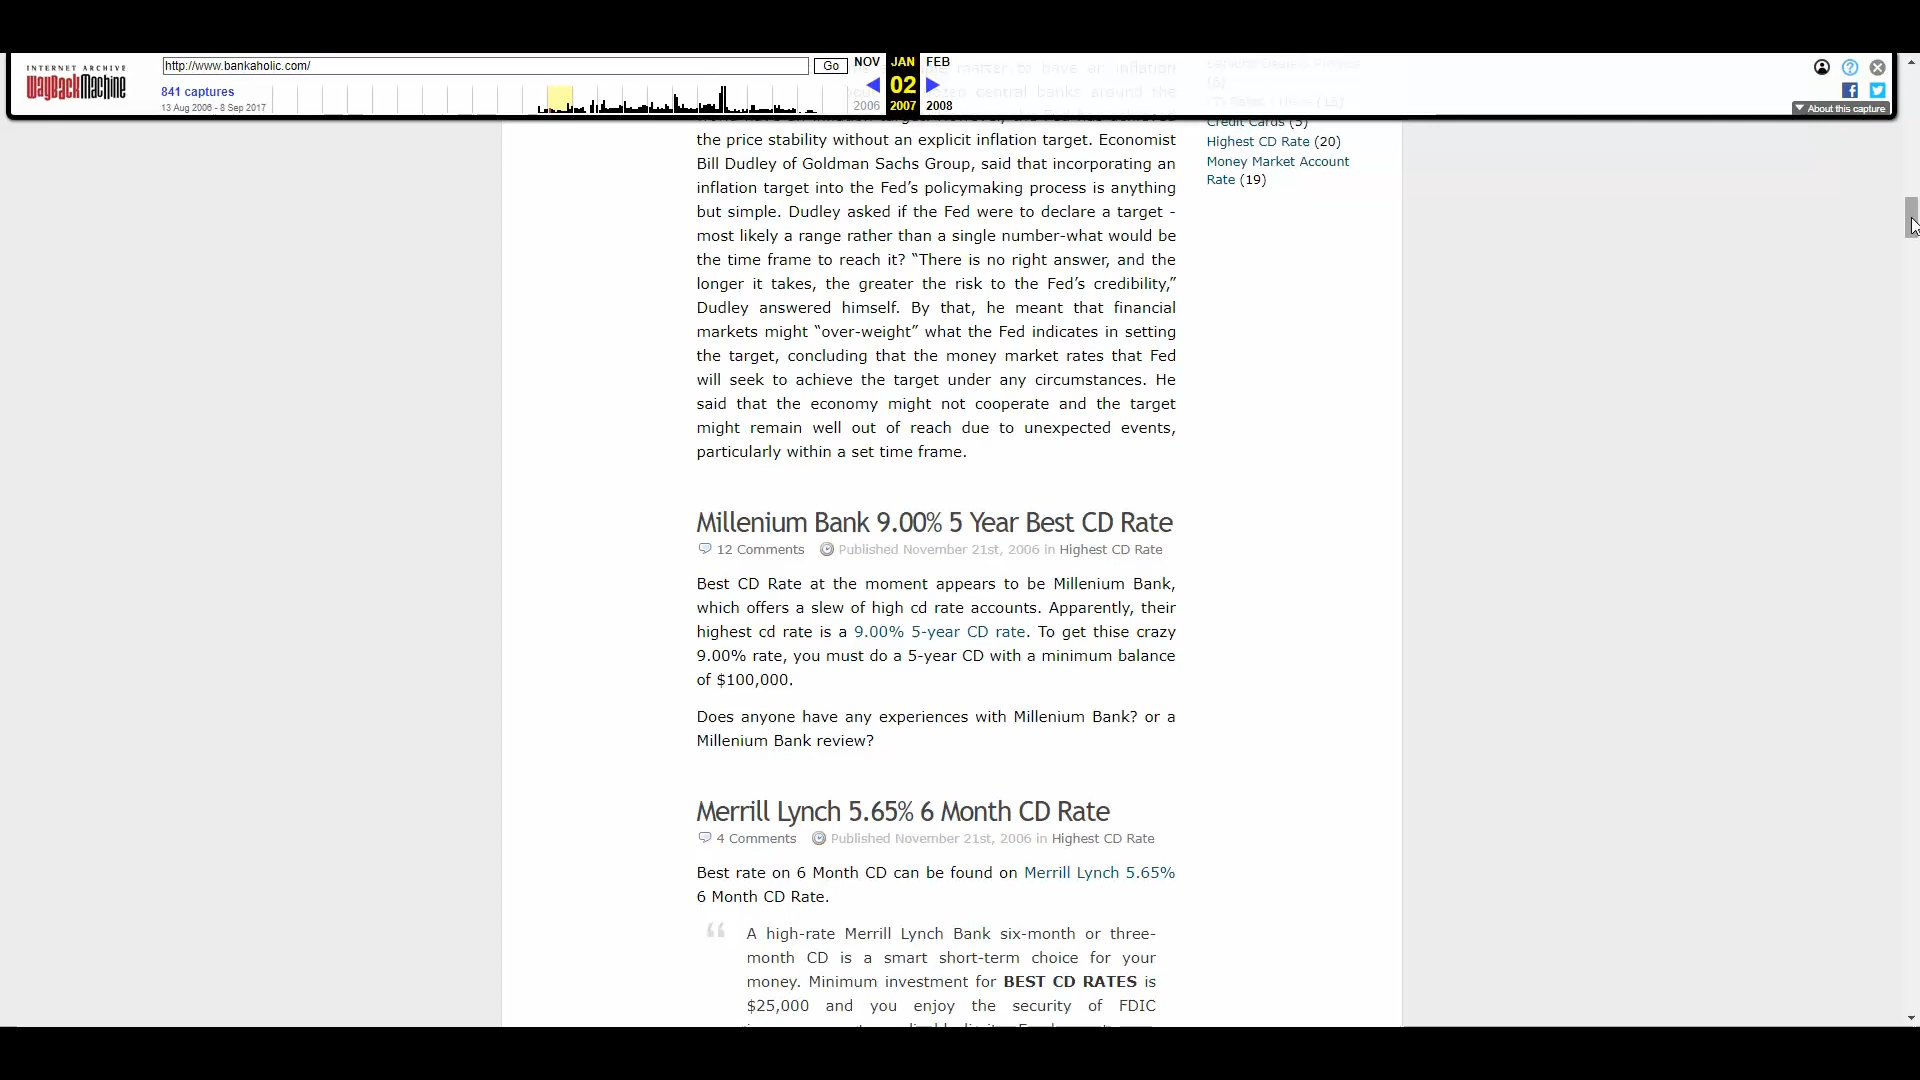 INTERNET ARCHIVE
WayBackMachine
http://www.bankaholic.com/
Go
NOV JAN FEB
841 captures
02
13 Aug 2006 - 8 Sep 2017
2006 2007 2008
About this capture
matter to have an inflation
central banks around the
the price stability without an explicit inflation target. Economist
Bill Dudley of Goldman Sachs Group, said that incorporating an
inflation target into the Fed’s policymaking process is anything
but simple. Dudley asked if the Fed were to declare a target -
most likely a range rather than a single number-what would be
the time frame to reach it? “There is no right answer, and the
longer it takes, the greater the risk to the Fed’s credibility,”
Dudley answered himself. By that, he meant that financial
markets might “over-weight” what the Fed indicates in setting
the target, concluding that the money market rates that Fed
will seek to achieve the target under any circumstances. He
said that the economy might not cooperate and the target
might remain well out of reach due to unexpected events,
particularly within a set time frame.
Millenium Bank 9.00% 5 Year Best CD Rate
12 Comments Published November 21st, 2006 in Highest CD Rate
Best CD Rate at the moment appears to be Millenium Bank,
which offers a slew of high cd rate accounts. Apparently, their
highest cd rate is a 9.00% 5-year CD rate. To get thise crazy
9.00% rate, you must do a 5-year CD with a minimum balance
of $100,000.
Does anyone have any experiences with Millenium Bank? or a
Millenium Bank review?
Merrill Lynch 5.65% 6 Month CD Rate
4 Comments Published November 21st, 2006 in Highest CD Rate
Best rate on 6 Month CD can be found on Merrill Lynch 5.65%
6 Month CD Rate.
“ A high-rate Merrill Lynch Bank six-month or three-
month CD is a smart short-term choice for your
money. Minimum investment for BEST CD RATES is
$25,000 and you enjoy the security of FDIC
Credit Cards (5)
Highest CD Rate (20)
Money Market Account
Rate (19)